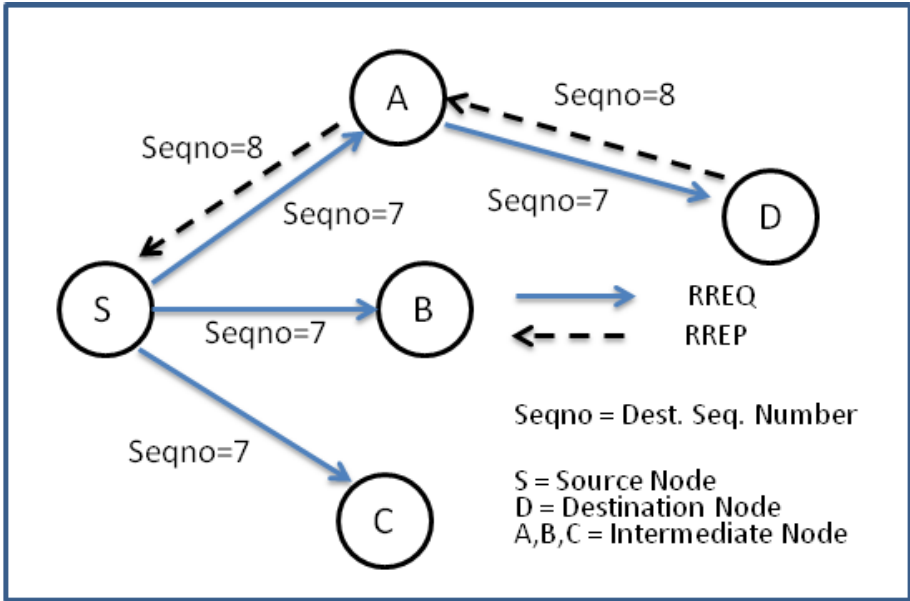 A
Seqno=8
Seqno=8
Seqno=7
Seqno=7
D
S
B
RREQ
Seqno=7
RREP
Seqno = Dest. Seq. Number
Seqno=7
S = Source Node
D = Destination Node
C
A,B,C = Intermediate Node